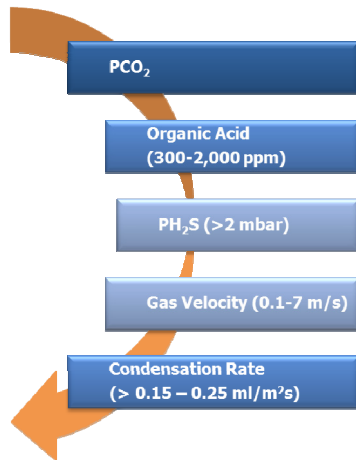 PCO₂
Organic Acid
(300-2,000 ppm)
PH₂S (>2 mbar)
Gas Velocity (0.1-7 m/s)
Condensation Rate
(> 0.15 – 0.25 ml/m²s)